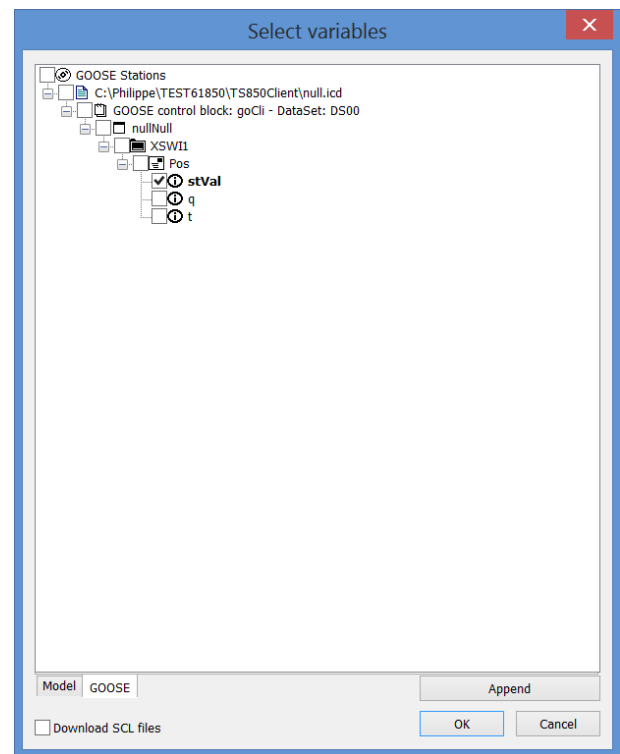 Select variables
GOOSE Stations
C:\Philippe\TEST61850\TS850Client\null.icd
GOOSE control block: goCli - DataSet: DS00
nullNull
XSWI1
Pos
stVal
q
t
Model GOOSE
Append
Download SCL files
OK Cancel